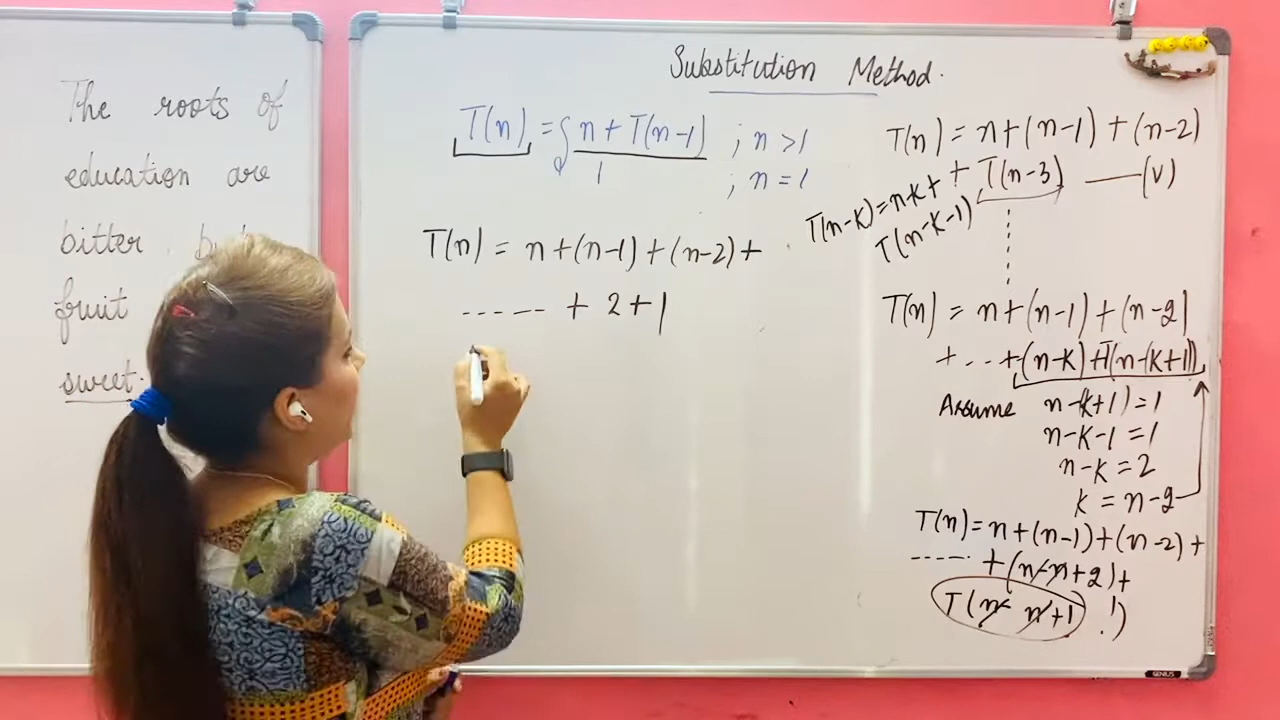 The roots of
education are
bitter
fruit
sweet.
Substitution Method.
T(n) = { n + T(n-1) ; n > 1
1 ; n = 1
T(n) = n + (n-1) + (n-2) +
------ + 2 + 1
T(n) = n + (n-1) + (n-2)
+ T(n-3) —— (v)
T(n-k) = n-k +
T(n-k-1)
T(n) = n + (n-1) + (n-2)
+ ... + (n-k) + T(n-(k+1))
Assume n-(k+1) = 1
n-k-1 = 1
n-k = 2
k = n-2
T(n) = n + (n-1) + (n-2) +
------ + (n-n+2) +
T(n-n+1)
GENIUS